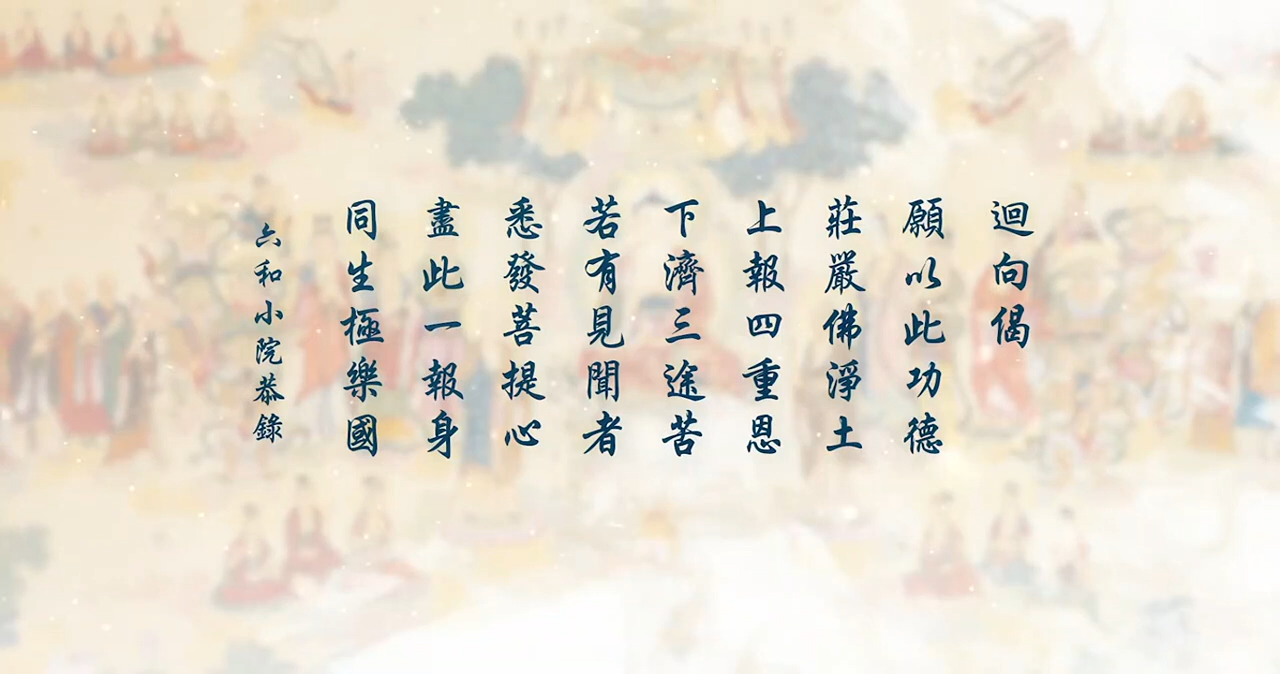 迴向偈
願以此功德
莊嚴佛淨土
上報四重恩
下濟三途苦
若有見聞者
悉發菩提心
盡此一報身
同生極樂國
六和小院恭錄